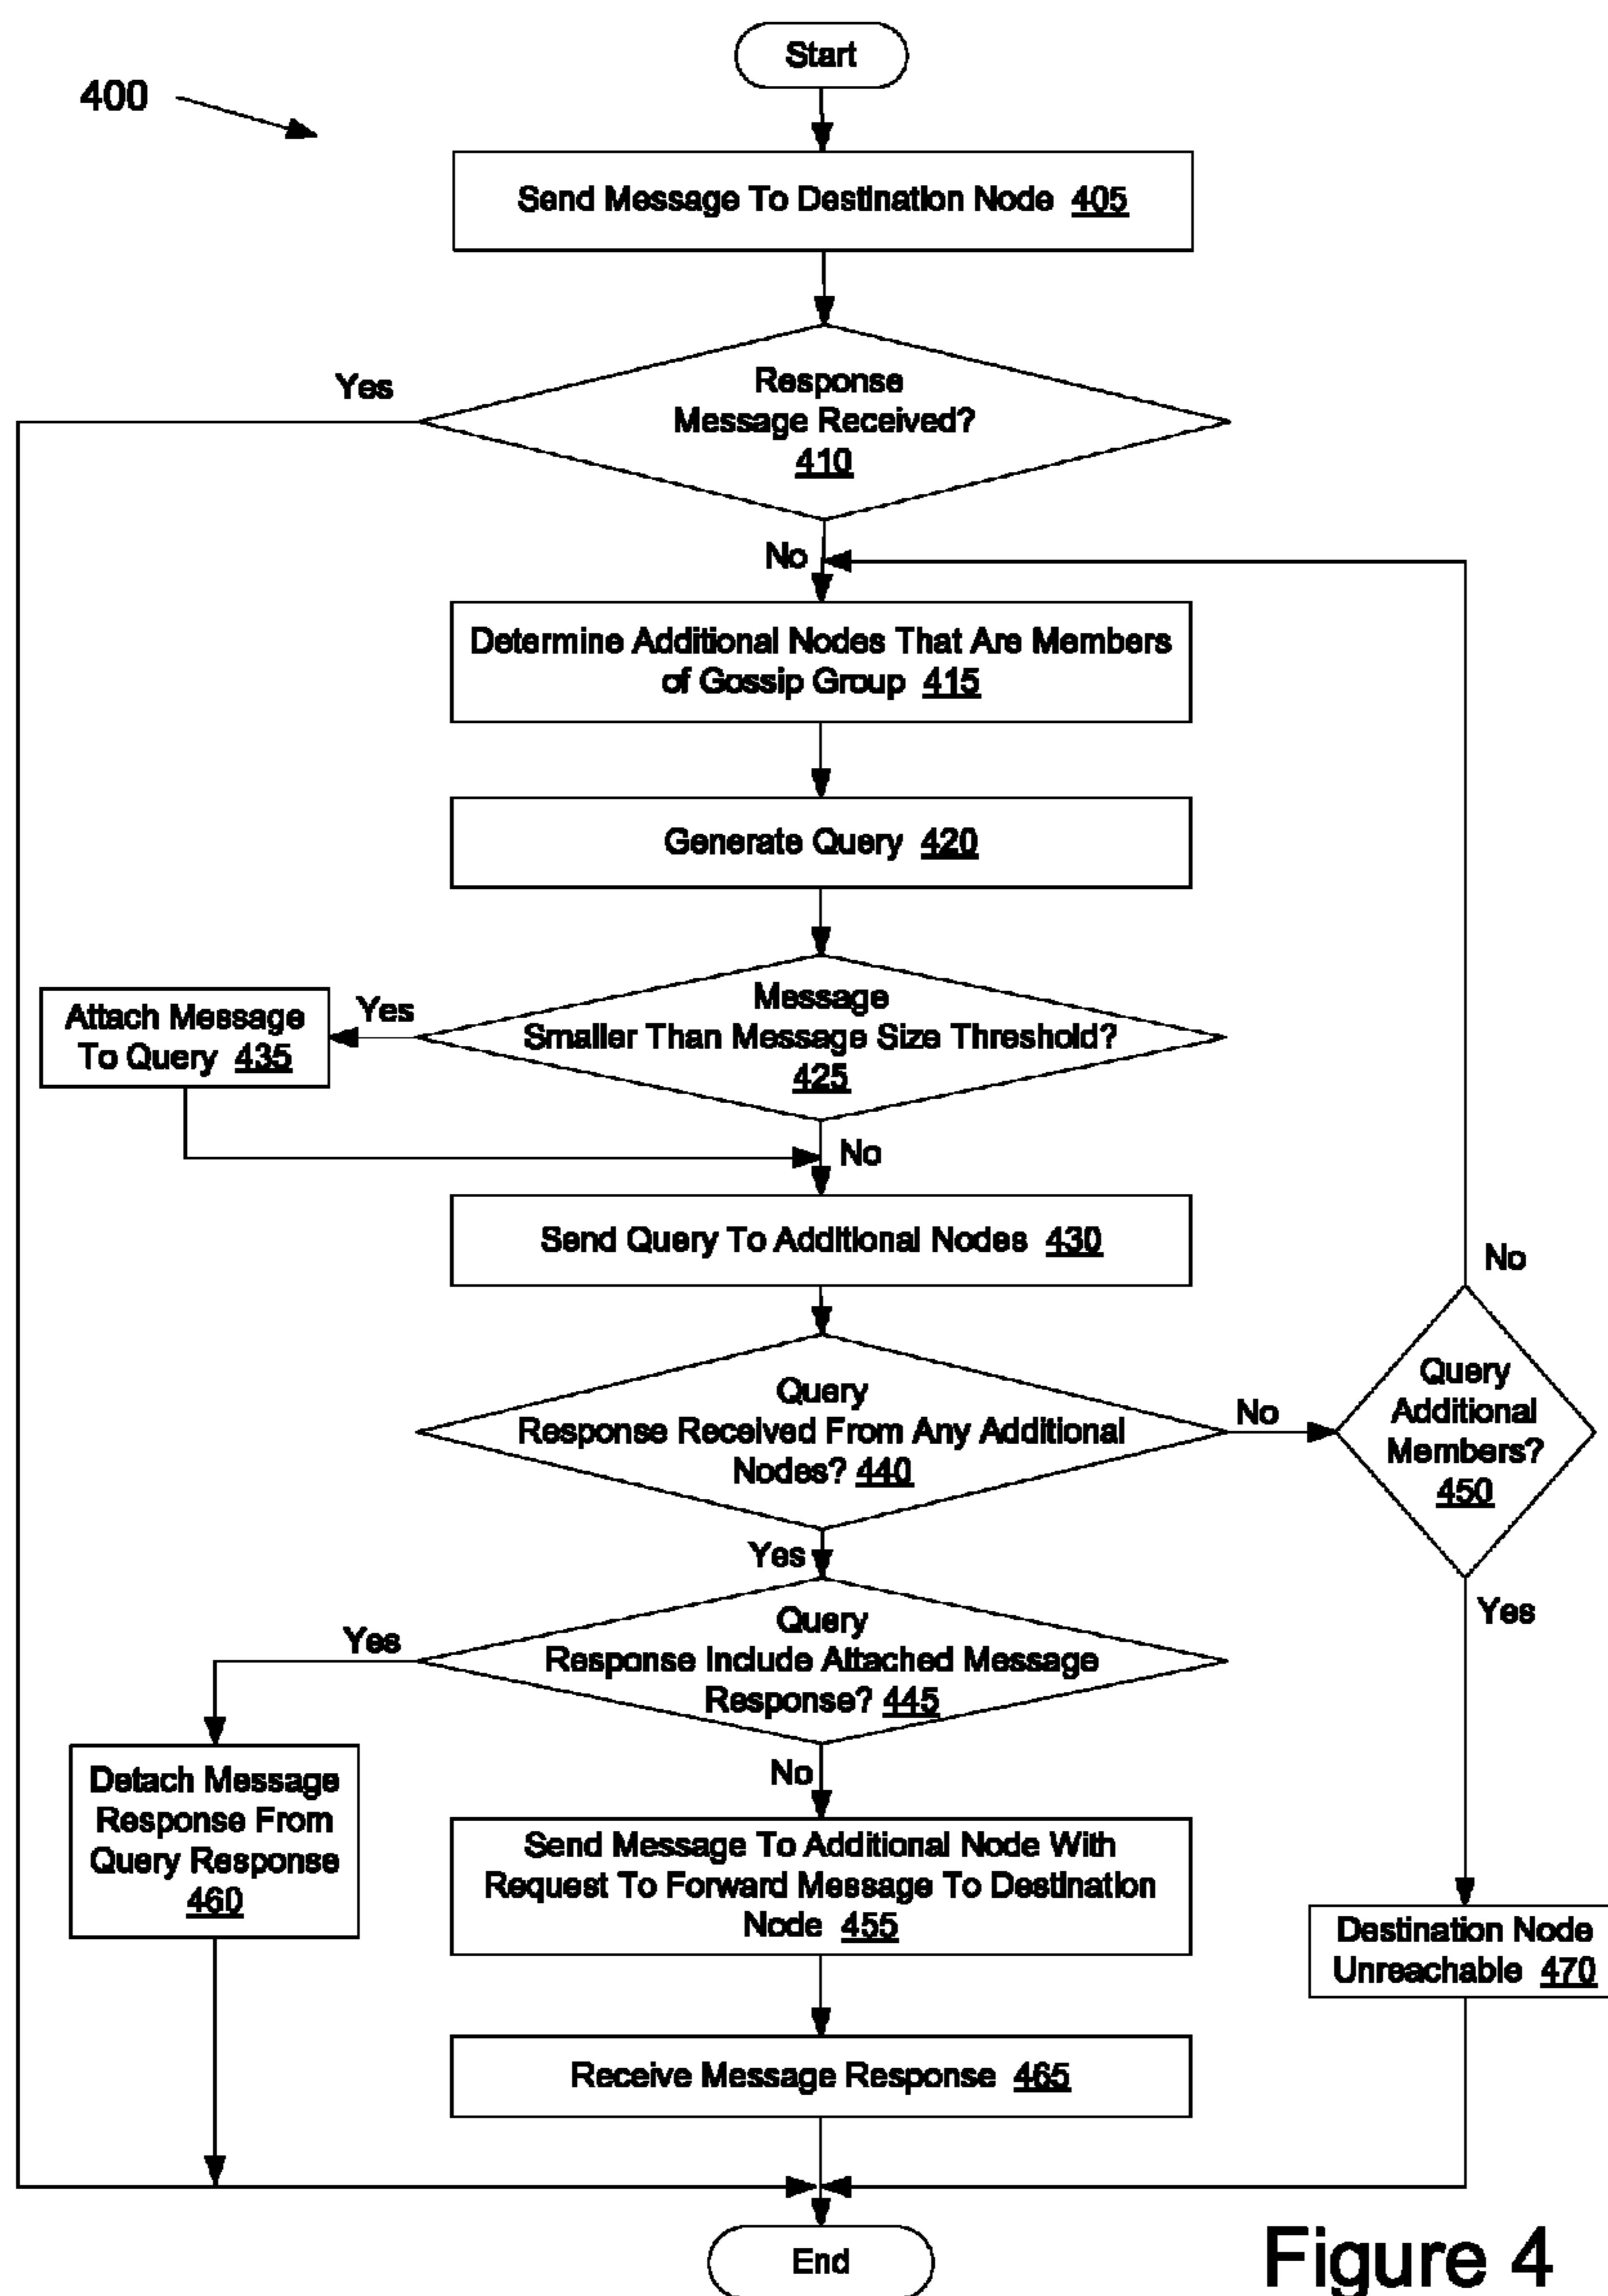 Start
400
Send Message To Destination Node 405
Yes
Response
Message Received?
410
No
Determine Additional Nodes That Are Members
of Gossip Group 415
Generate Query 420
Message
Smaller Than Message Size Threshold?
425
Yes
Attach Message
To Query 435
No
Send Query To Additional Nodes 430
No
Query
Response Received From Any Additional
Nodes? 440
No
Query
Additional
Members?
450
Yes
Yes
Query
Response Include Attached Message
Response? 445
Yes
No
Detach Message
Response From
Query Response
460
Send Message To Additional Node With
Request To Forward Message To Destination
Node 455
Destination Node
Unreachable 470
Receive Message Response 465
End
Figure 4